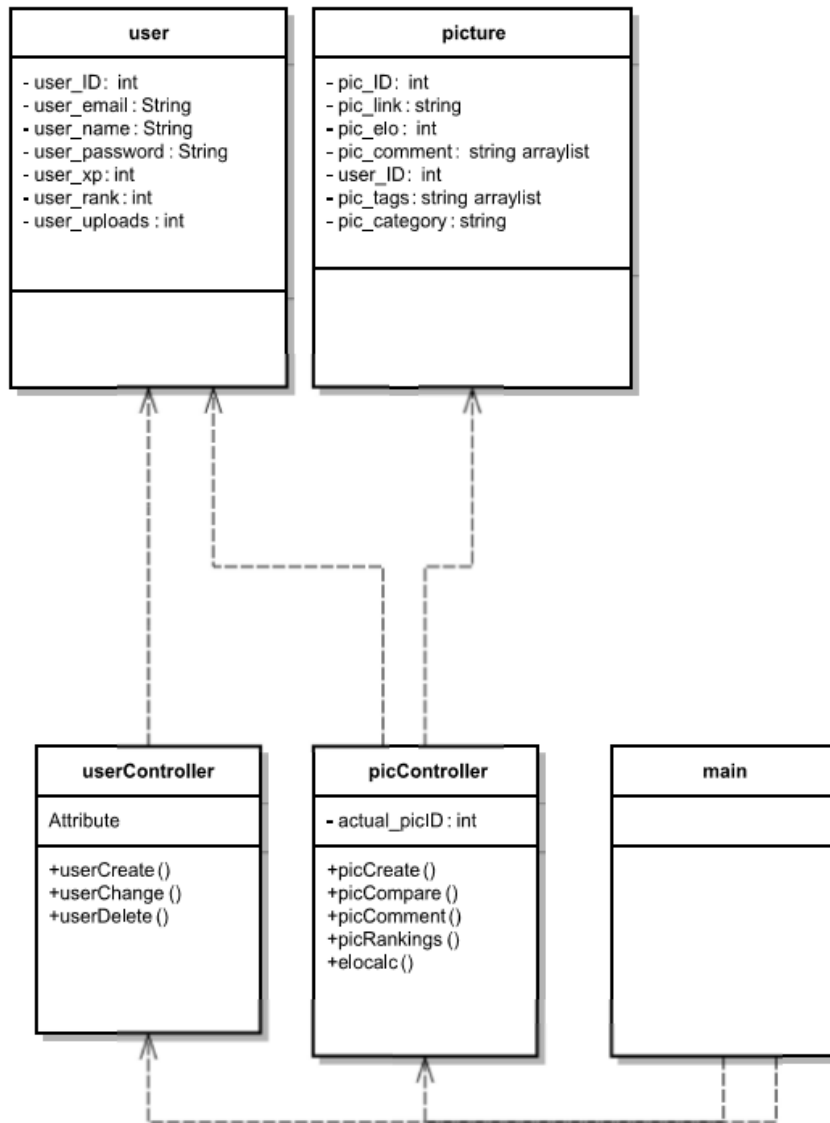 user
- user_ID: int
- user_email: String
- user_name: String
- user_password: String
- user_xp: int
- user_rank: int
- user_uploads: int
picture
- pic_ID: int
- pic_link: string
- pic_elo: int
- pic_comment: string arraylist
- user_ID: int
- pic_tags: string arraylist
- pic_category: string
userController
Attribute
+userCreate()
+userChange()
+userDelete()
picController
- actual_picID: int
+picCreate()
+picCompare()
+picComment()
+picRankings()
+elocalc()
main